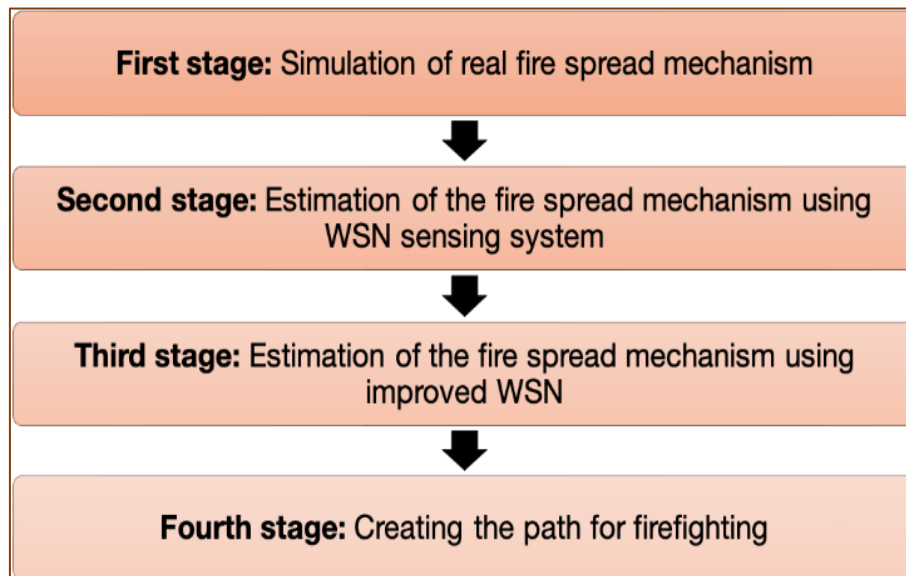 First stage: Simulation of real fire spread mechanism
Second stage: Estimation of the fire spread mechanism using
WSN sensing system
Third stage: Estimation of the fire spread mechanism using
improved WSN
Fourth stage: Creating the path for firefighting